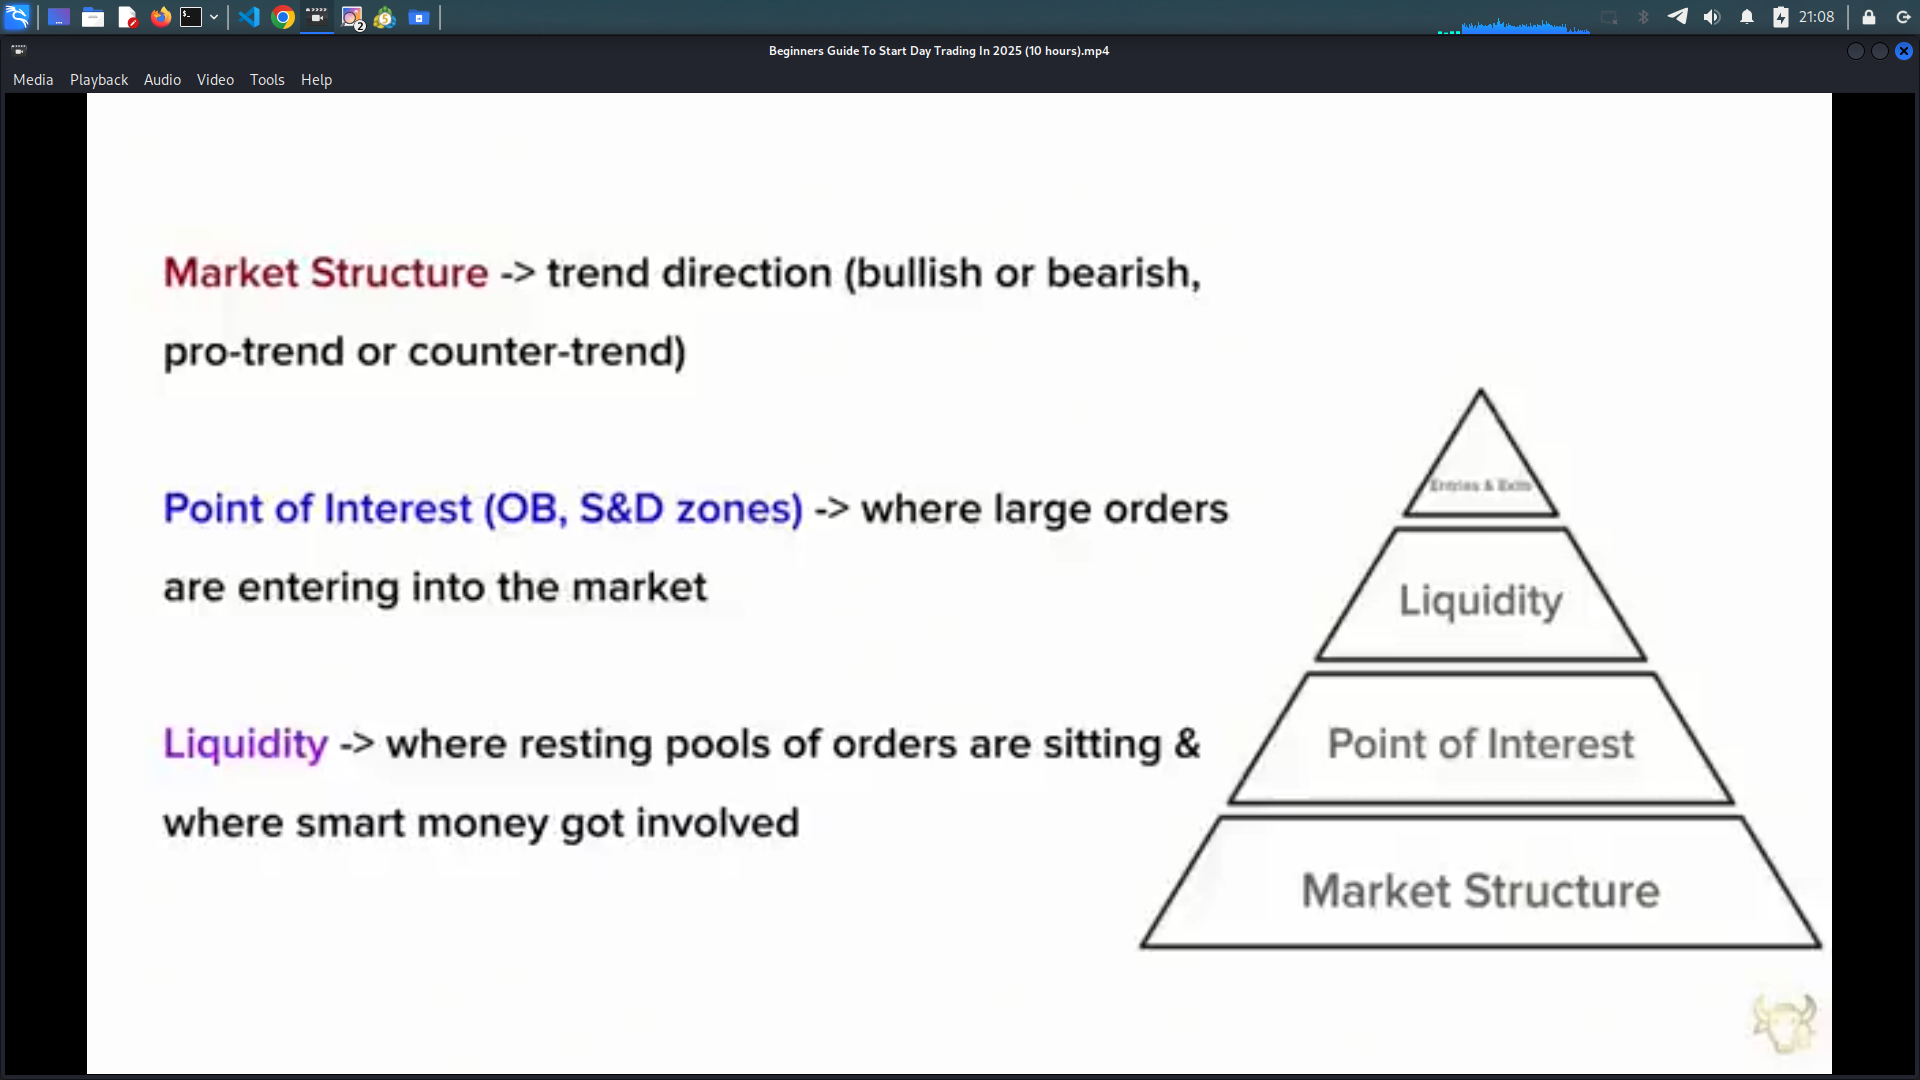 2
21:08
Beginners Guide To Start Day Trading In 2025 (10 hours).mp4
Media Playback Audio Video Tools Help
Market Structure -> trend direction (bullish or bearish,
pro-trend or counter-trend)
Point of Interest (OB, S&D zones) -> where large orders
are entering into the market
Liquidity -> where resting pools of orders are sitting &
where smart money got involved
Entries & Exits
Liquidity
Point of Interest
Market Structure